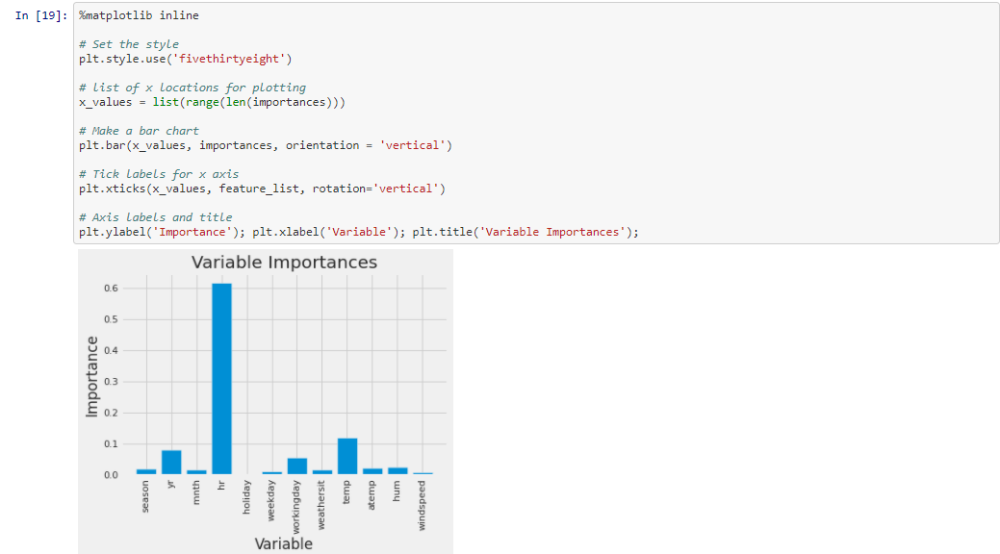 In [19]: %matplotlib inline
# Set the style
plt.style.use('fivethirtyeight')
# list of x locations for plotting
x_values = list(range(len(importances)))
# Make a bar chart
plt.bar(x_values, importances, orientation = 'vertical')
# Tick labels for x axis
plt.xticks(x_values, feature_list, rotation='vertical')
# Axis labels and title
plt.ylabel('Importance'); plt.xlabel('Variable'); plt.title('Variable Importances');
Variable Importances
Importance
0.6
0.5
0.4
0.3
0.2
0.1
0.0
season
yr
mnth
hr
holiday
weekday
workingday
weathersit
temp
atemp
hum
windspeed
Variable